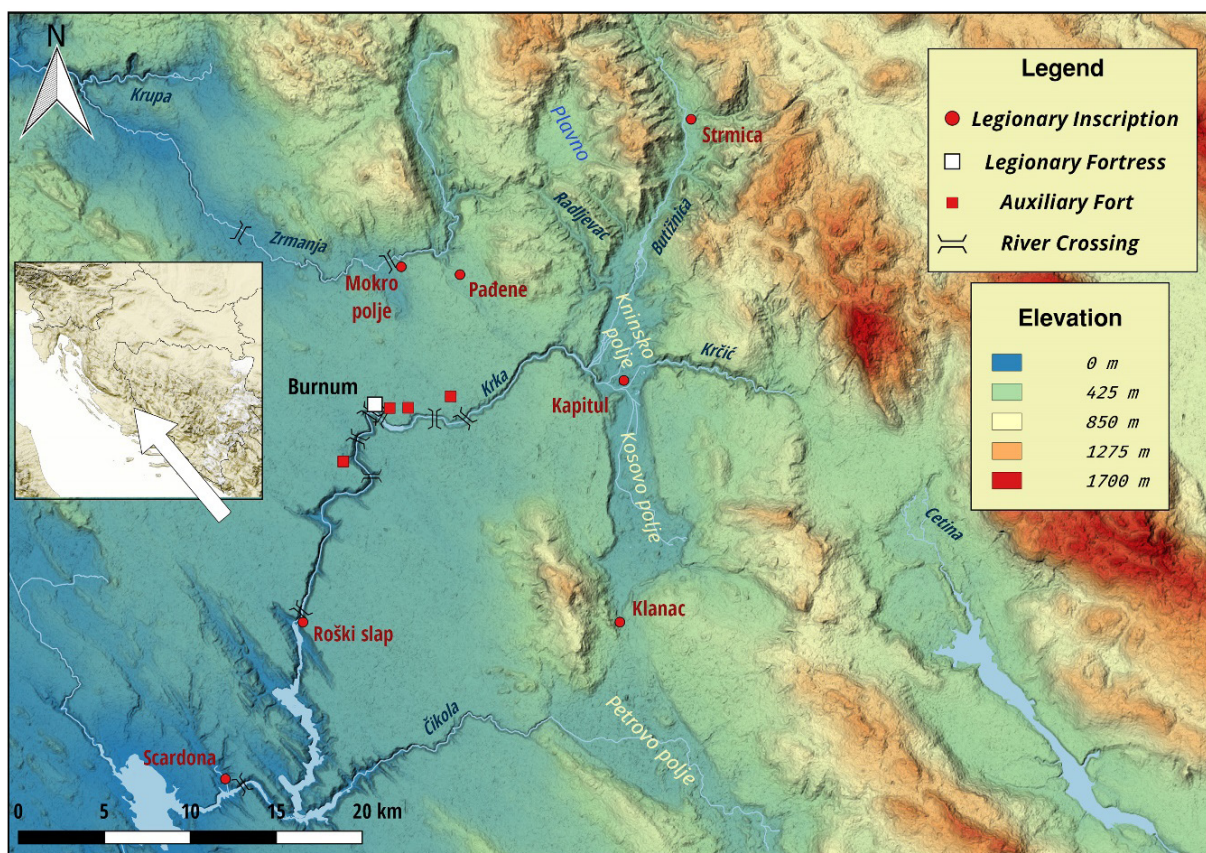 N
Krupa
Zrmanja
Mokro
polje
Pađene
Plavno
Radljevac
Butižnica
Strmica
Legend
Legionary Inscription
Legionary Fortress
Auxiliary Fort
River Crossing
Elevation
0 m
425 m
850 m
1275 m
1700 m
Kninsko
polje
Krčić
Krka
Kapitul
Burnum
Kosovo polje
Cetina
Klanac
Roški slap
Čikola
Petrovo polje
Scardona
0 5 10 15 20 km